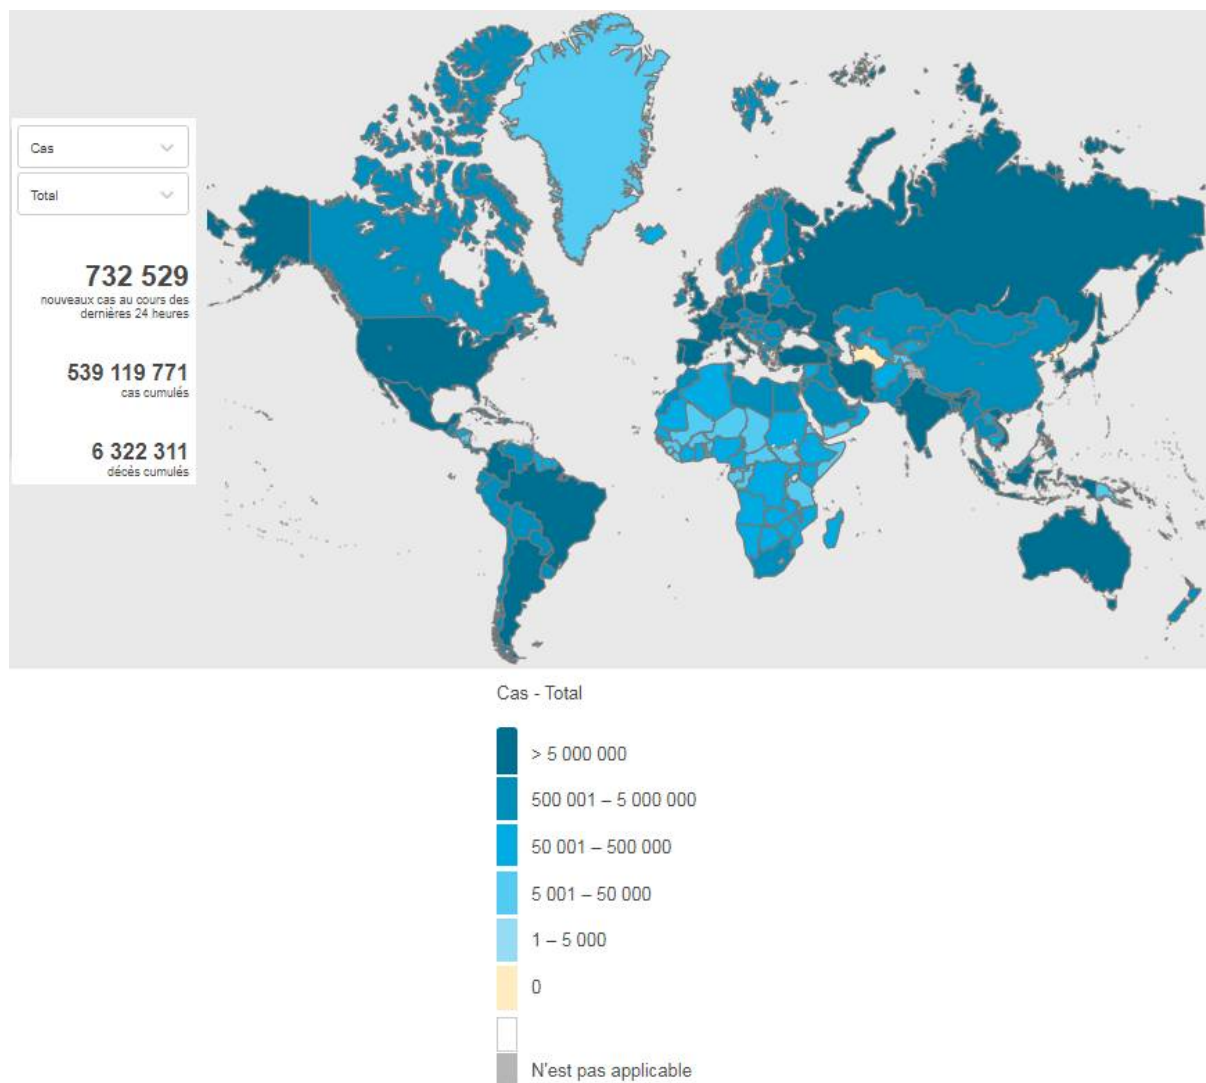 Cas
Total
732 529
nouveaux cas au cours des
dernières 24 heures
539 119 771
cas cumulés
6 322 311
décès cumulés
Cas - Total
> 5 000 000
500 001 – 5 000 000
50 001 – 500 000
5 001 – 50 000
1 – 5 000
0
N'est pas applicable